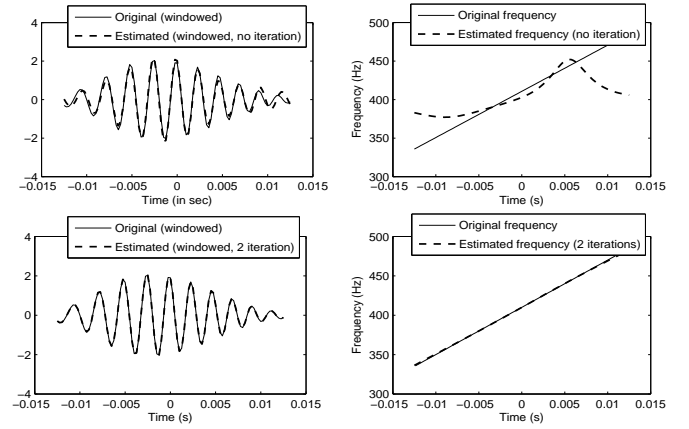 Original (windowed)
Estimated (windowed, no iteration)
4
2
0
−2
−4
−0.015 −0.01 −0.005 0 0.005 0.01 0.015
Time (in sec)
Original frequency
Estimated frequency (no iteration)
500
450
400
350
300
Frequency (Hz)
−0.015 −0.01 −0.005 0 0.005 0.01 0.015
Time (s)
Original (windowed)
Estimated (windowed, 2 iteration)
4
2
0
−2
−4
−0.015 −0.01 −0.005 0 0.005 0.01 0.015
Time (s)
Original frequency
Estimated frequency (2 iterations)
500
450
400
350
300
Frequency (Hz)
−0.015 −0.01 −0.005 0 0.005 0.01 0.015
Time (s)